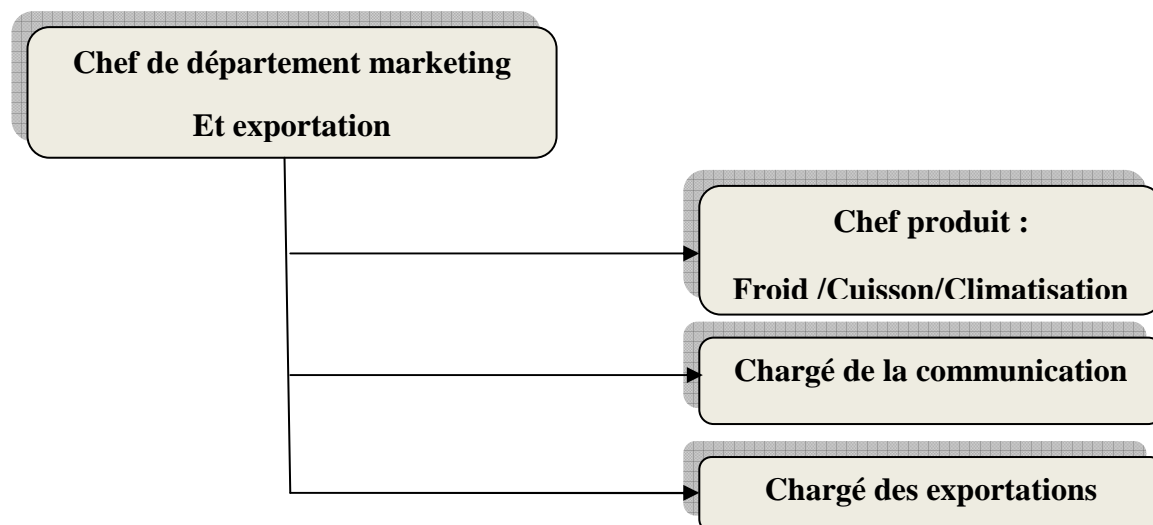 Chef de département marketing
Et exportation
Chef produit :
Froid /Cuisson/Climatisation
Chargé de la communication
Chargé des exportations